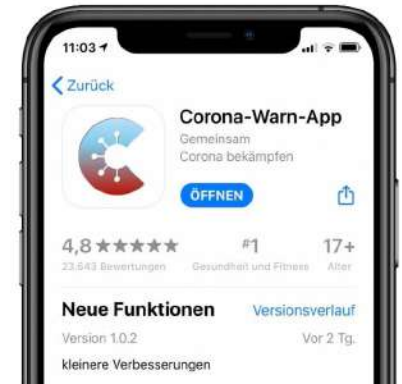 11:03
Zurück
Corona-Warn-App
Gemeinsam
Corona bekämpfen
ÖFFNEN
4,8 ★★★★★ #1 17+
23.643 Bewertungen Gesundheit und Fitness Alter
Neue Funktionen Versionsverlauf
Version 1.0.2 Vor 2 Tg.
kleinere Verbesserungen